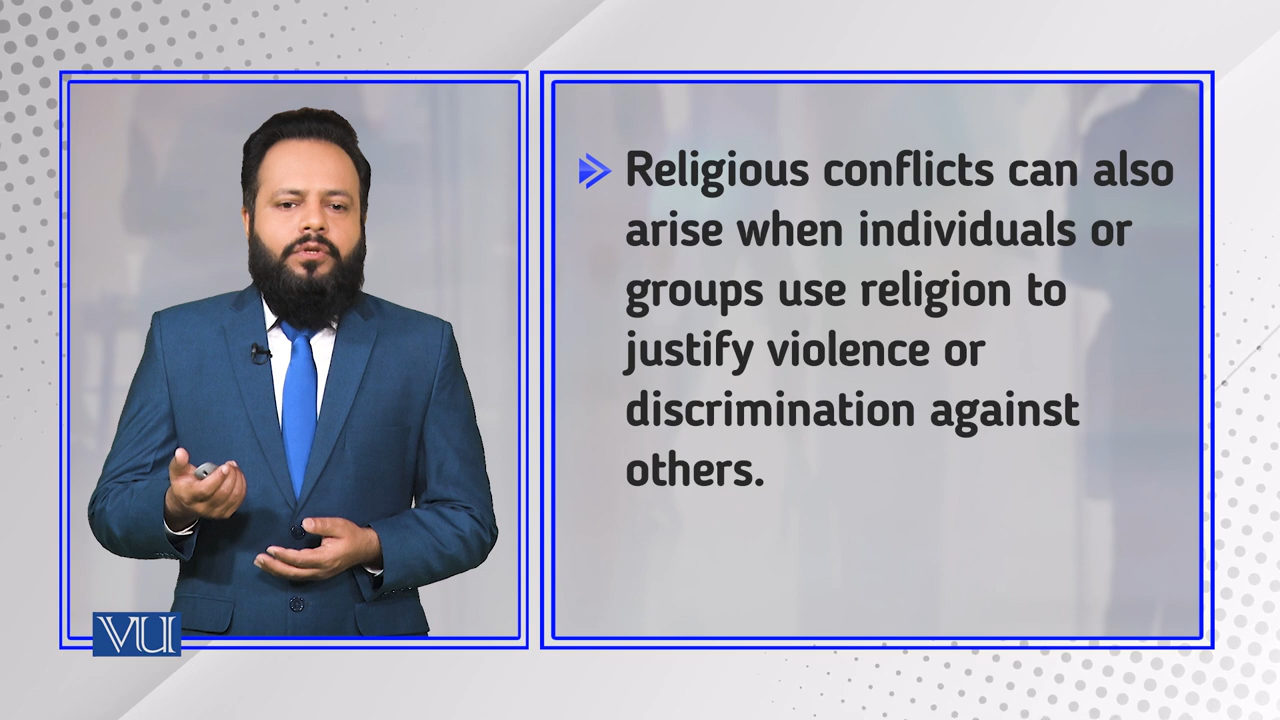 Religious conflicts can also
arise when individuals or
groups use religion to
justify violence or
discrimination against
others.
VU